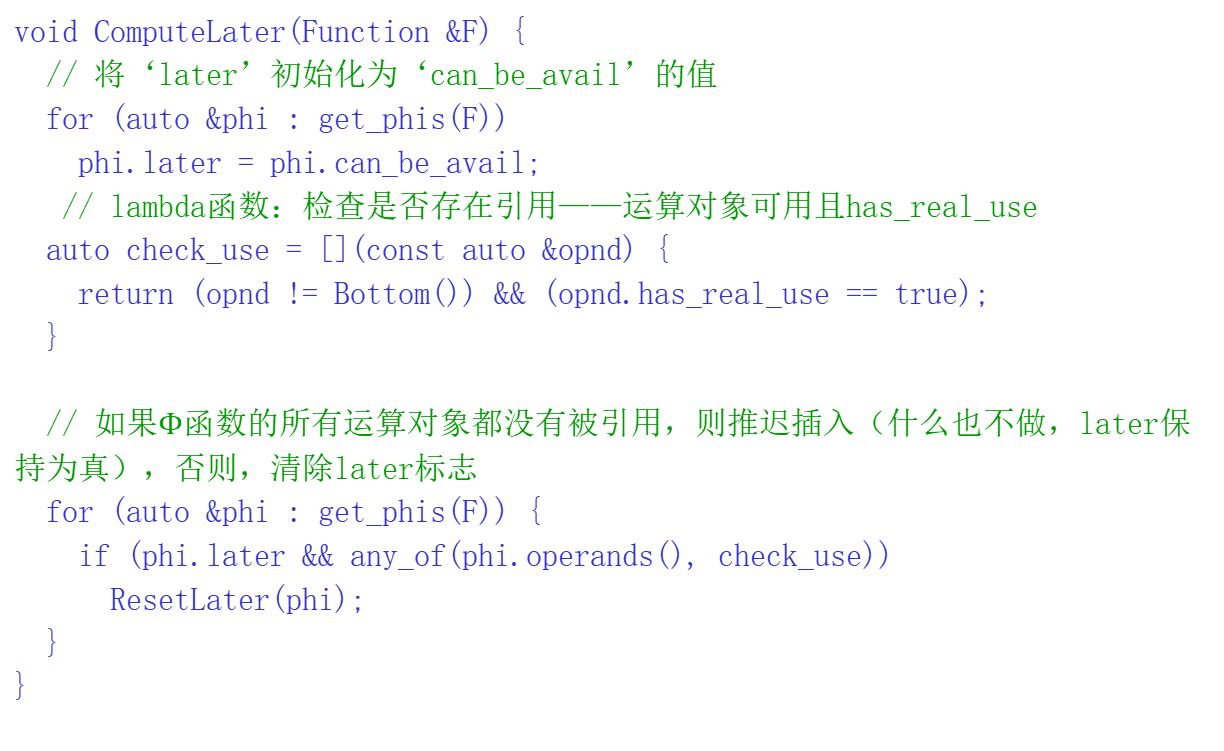 void ComputeLater(Function &F) {
  // 将‘later’初始化为‘can_be_avail’的值
  for (auto &phi : get_phis(F))
    phi.later = phi.can_be_avail;
   // lambda函数：检查是否存在引用——运算对象可用且has_real_use
  auto check_use = [](const auto &opnd) {
    return (opnd != Bottom()) && (opnd.has_real_use == true);
  }
  // 如果Φ函数的所有运算对象都没有被引用，则推迟插入（什么也不做，later保
持为真），否则，清除later标志
  for (auto &phi : get_phis(F)) {
    if (phi.later && any_of(phi.operands(), check_use))
      ResetLater(phi);
  }
}